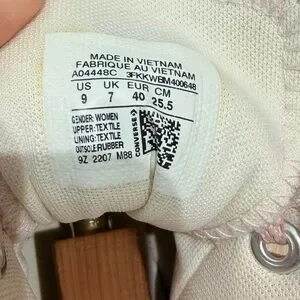 MADE IN VIETNAM
FABRIQUE AU VIETNAM
A04448C 3FKKWBM400648
US UK EUR CM
9 7 40 25.5
GENDER: WOMEN
UPPER: TEXTILE
LINING: TEXTILE
OUTSOLE:RUBBER
9Z 2207 M88
CONVERSE